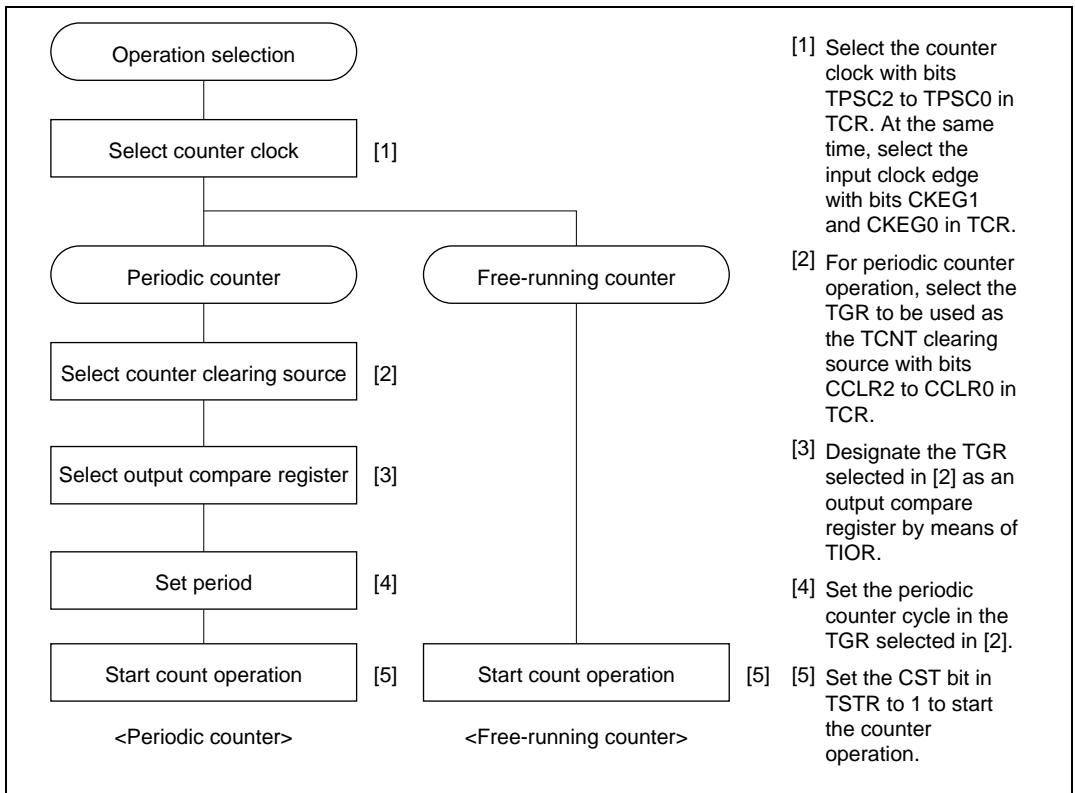 Operation selection
Select counter clock [1]
Periodic counter
Free-running counter
Select counter clearing source [2]
Select output compare register [3]
Set period [4]
Start count operation [5]
Start count operation [5]
<Periodic counter>
<Free-running counter>
[1] Select the counter
clock with bits
TPSC2 to TPSC0 in
TCR. At the same
time, select the
input clock edge
with bits CKEG1
and CKEG0 in TCR.
[2] For periodic counter
operation, select the
TGR to be used as
the TCNT clearing
source with bits
CCLR2 to CCLR0 in
TCR.
[3] Designate the TGR
selected in [2] as an
output compare
register by means of
TIOR.
[4] Set the periodic
counter cycle in the
TGR selected in [2].
[5] Set the CST bit in
TSTR to 1 to start
the counter
operation.